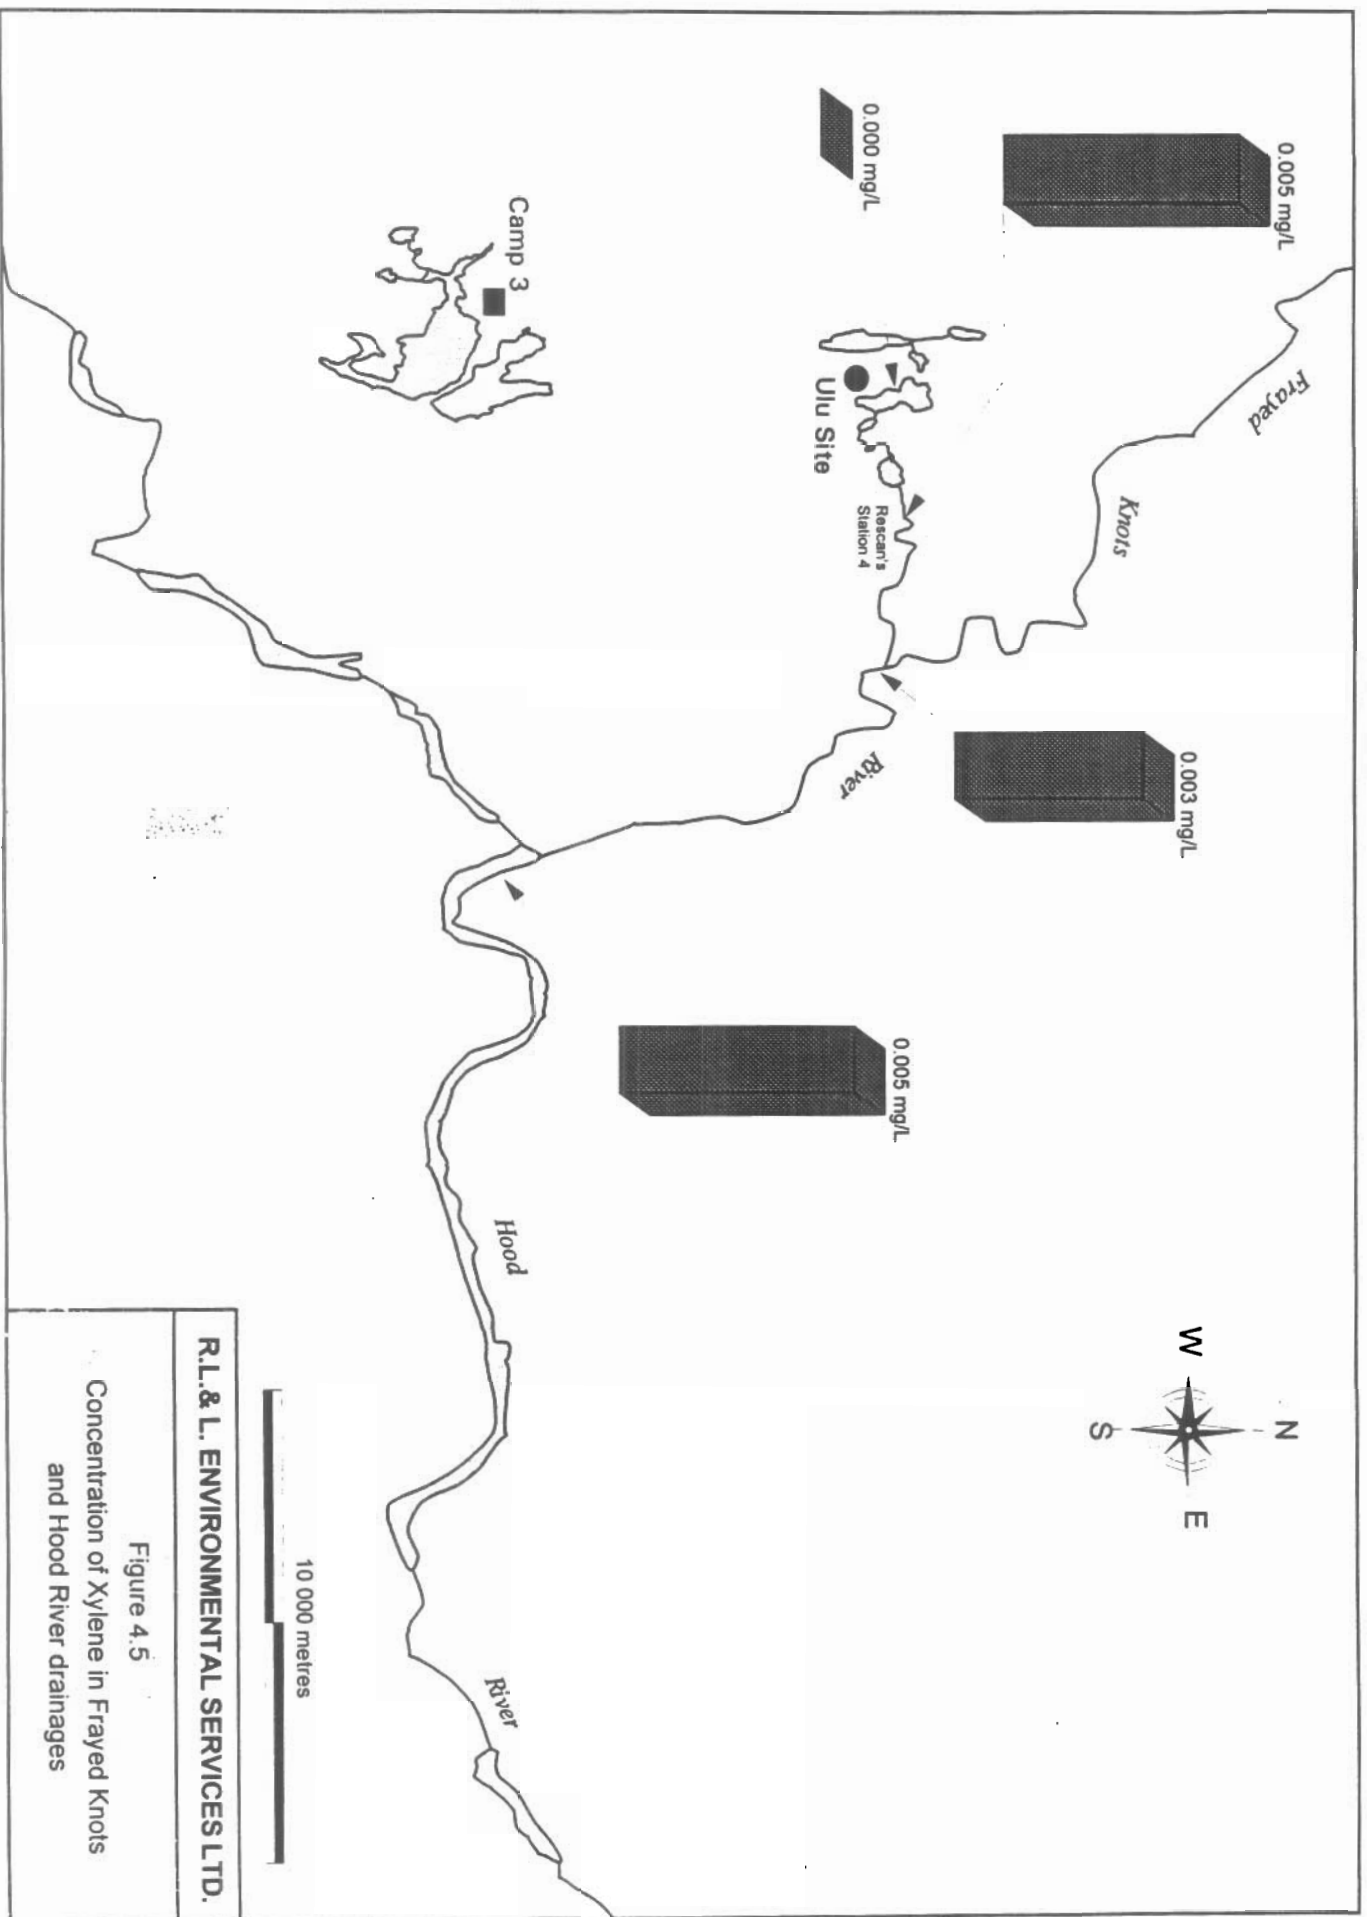 0.005 mg/L
0.000 mg/L
Frayed
Knots
River
Camp 3
Ulu Site
Rescan's
Station 4
0.003 mg/L
0.005 mg/L
Hood
River
N
W
E
S
10 000 metres
R.L.& L. ENVIRONMENTAL SERVICES LTD.
Figure 4.5
Concentration of Xylene in Frayed Knots
and Hood River drainages